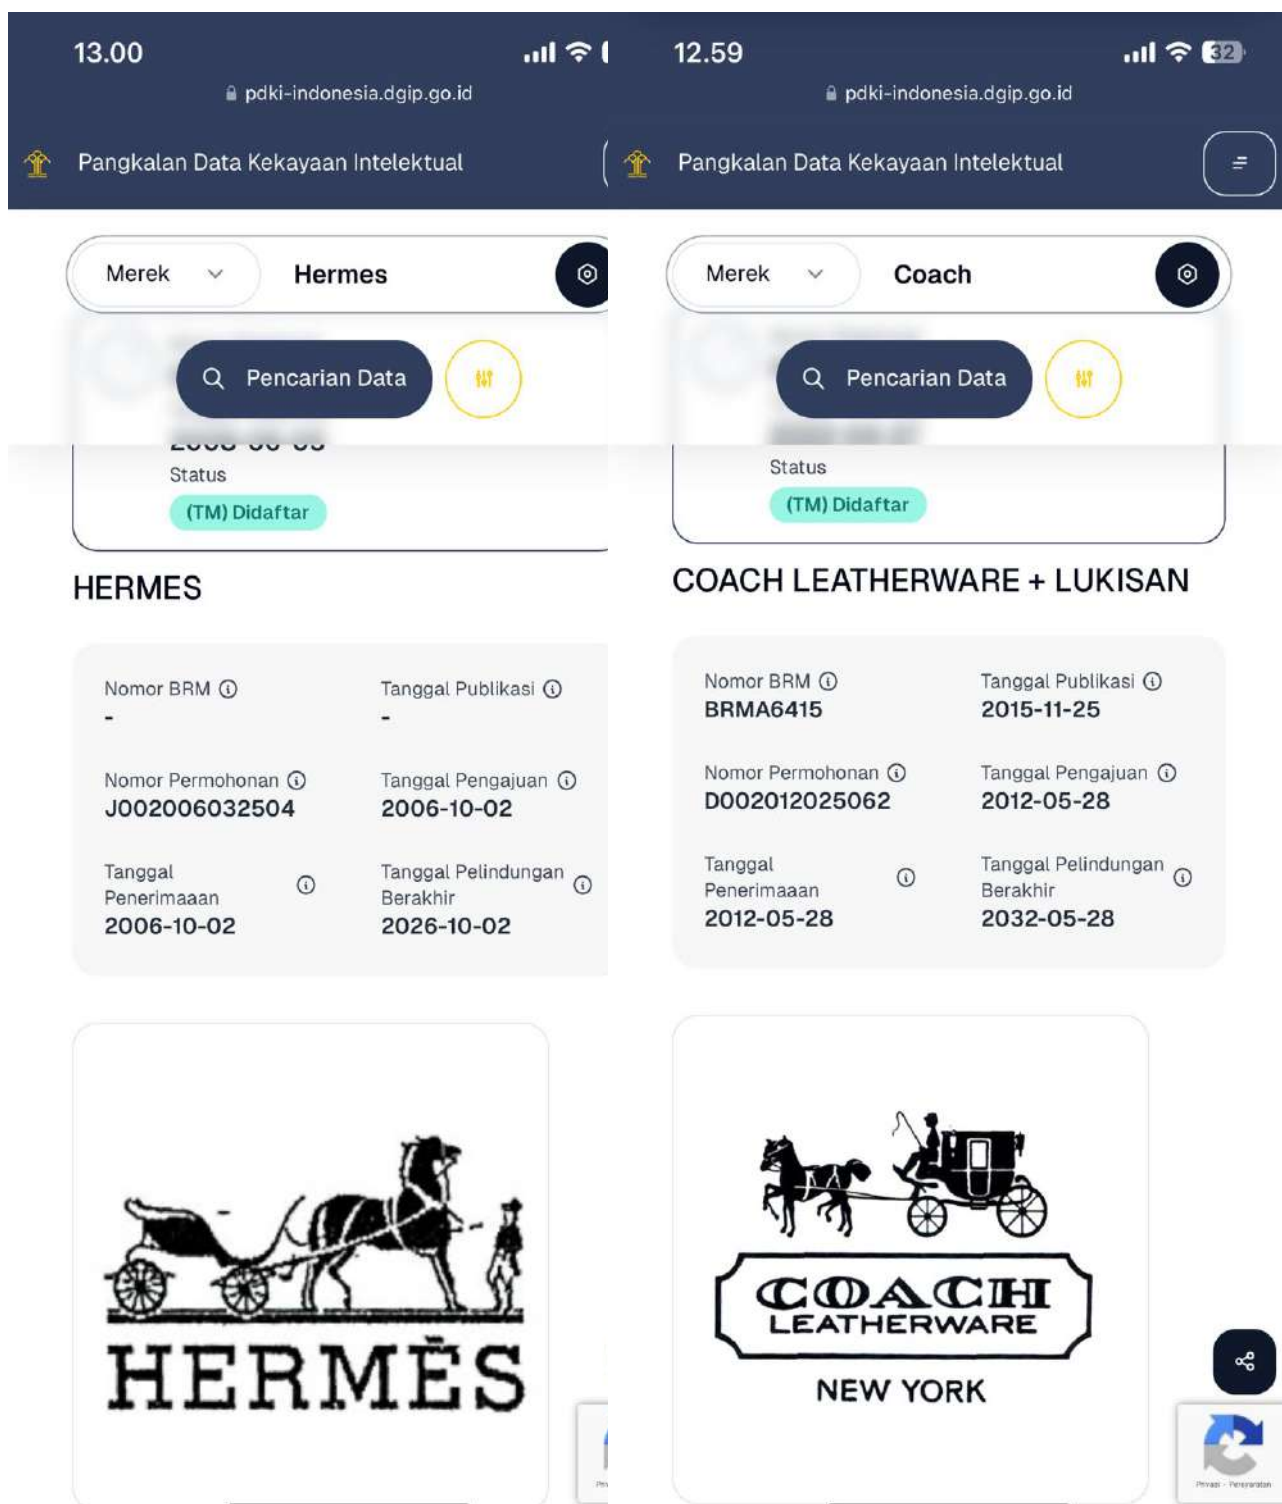 13.00
pdki-indonesia.dgip.go.id
Pangkalan Data Kekayaan Intelektual
Merek
Hermes
Pencarian Data
Status
(TM) Didaftar
HERMES
Nomor BRM
Tanggal Publikasi
-
-
Nomor Permohonan
Tanggal Pengajuan
J002006032504
2006-10-02
Tanggal
Penerimaaan
Tanggal Pelindungan
Berakhir
2006-10-02
2026-10-02
HERMÈS
12.59
32
pdki-indonesia.dgip.go.id
Pangkalan Data Kekayaan Intelektual
Merek
Coach
Pencarian Data
Status
(TM) Didaftar
COACH LEATHERWARE + LUKISAN
Nomor BRM
Tanggal Publikasi
BRMA6415
2015-11-25
Nomor Permohonan
Tanggal Pengajuan
D002012025062
2012-05-28
Tanggal
Penerimaaan
Tanggal Pelindungan
Berakhir
2012-05-28
2032-05-28
COACH
LEATHERWARE
NEW YORK
Privasi - Persyaratan